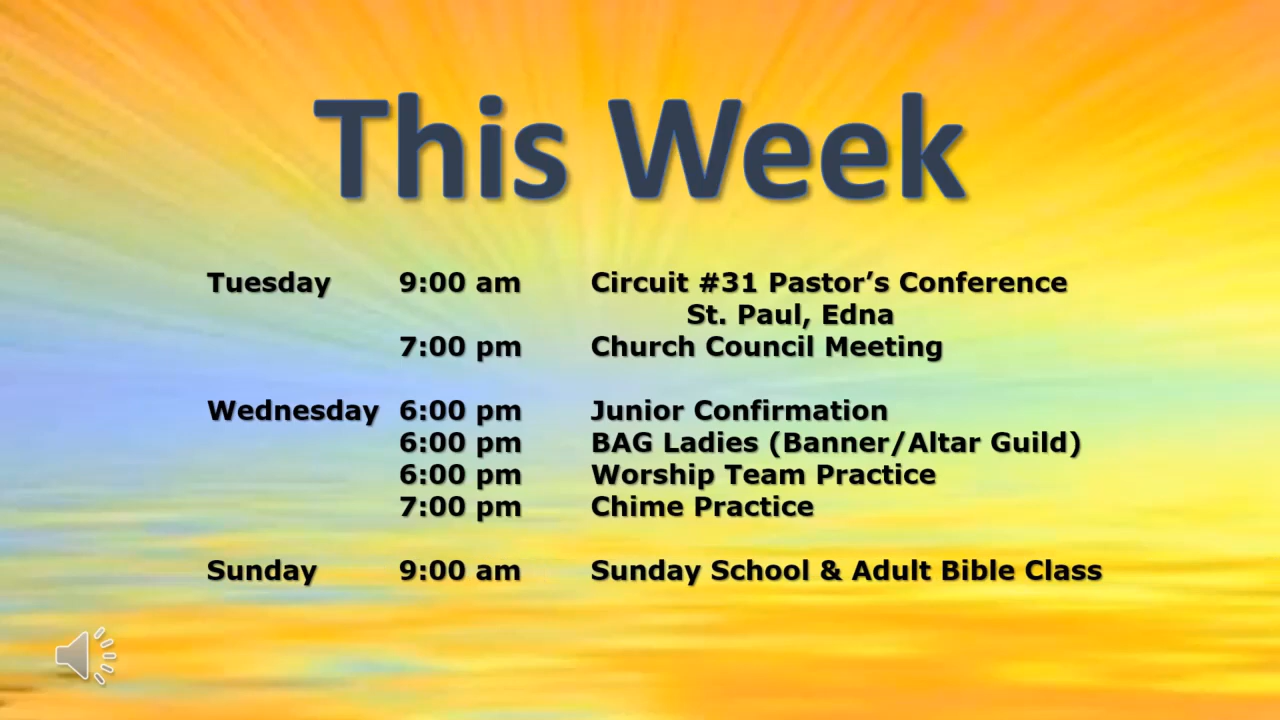 This Week
Tuesday 9:00 am Circuit #31 Pastor’s Conference
St. Paul, Edna
7:00 pm Church Council Meeting
Wednesday 6:00 pm Junior Confirmation
6:00 pm BAG Ladies (Banner/Altar Guild)
6:00 pm Worship Team Practice
7:00 pm Chime Practice
Sunday 9:00 am Sunday School & Adult Bible Class